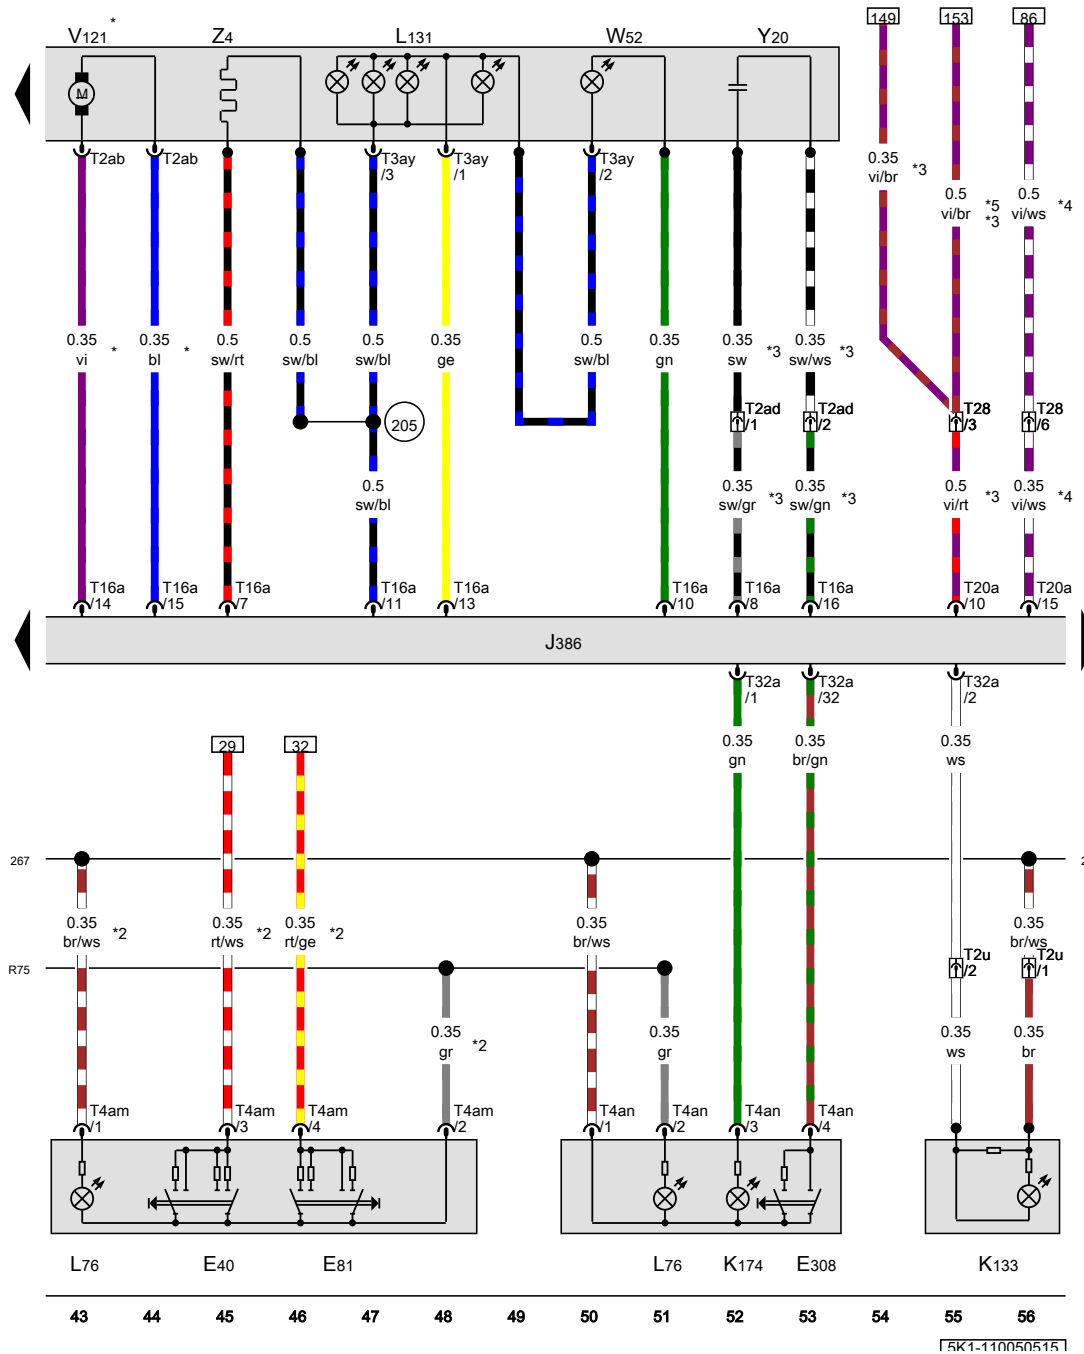 149 153 86
V121 * Z4 L131 W52 Y20
M
T2ab T2ab T3ay /3 T3ay /1 T3ay /2
0.35 vi/br *3
0.5 vi/br *5 *3
0.5 vi/ws *4
0.35 vi *
0.35 bl *
0.5 sw/rt
0.5 sw/bl
0.5 sw/bl
0.35 ge
0.5 sw/bl
0.35 gn
0.35 sw *3
0.35 sw/ws *3
205
T2ad /1
T2ad /2
T28 /3
T28 /6
0.5 sw/bl
0.35 sw/gr *3
0.35 sw/gn *3
0.5 vi/rt *3
0.35 vi/ws *4
T16a /14
T16a /15
T16a /7
T16a /11
T16a /13
T16a /10
T16a /8
T16a /16
T20a /10
T20a /15
J386
T32a /1
T32a /32
T32a /2
29 32
0.35 gn
0.35 br/gn
0.35 ws
267 2
0.35 br/ws *2
0.35 rt/ws *2
0.35 rt/ge *2
0.35 br/ws
0.35 br/ws
R75
T2u /2
T2u /1
0.35 gr *2
0.35 gr
0.35 ws
0.35 br
T4am /1
T4am /3
T4am /4
T4am /2
T4an /1
T4an /2
T4an /3
T4an /4
L76 E40 E81 L76 K174 E308 K133
43 44 45 46 47 48 49 50 51 52 53 54 55 56
5K1-110050515